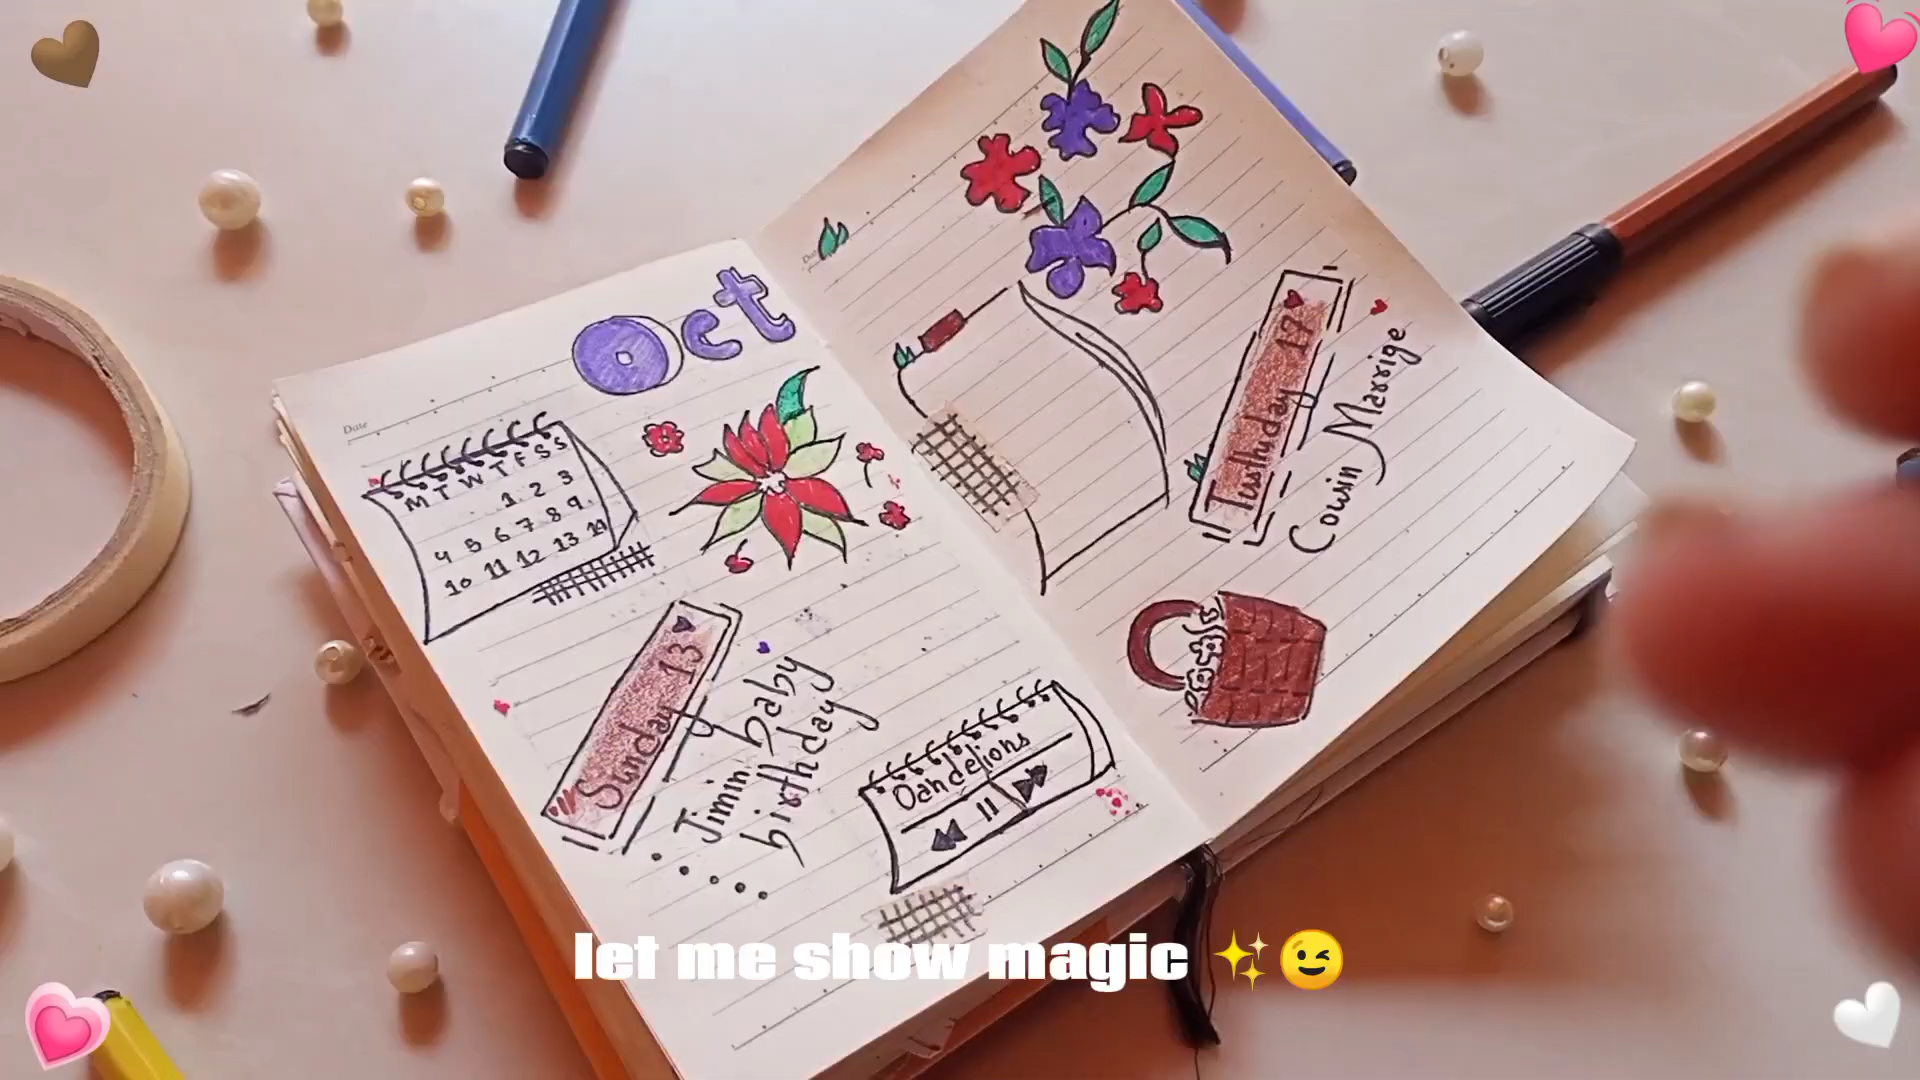 Date
Oct
M T W T F S S
1 2 3
4 5 6 7 8 9
10 11 12 13 14
Sunday 13
Jimin baby
birthday
Dandelions
Cousin Marrige
17
let me show magic ✨😉